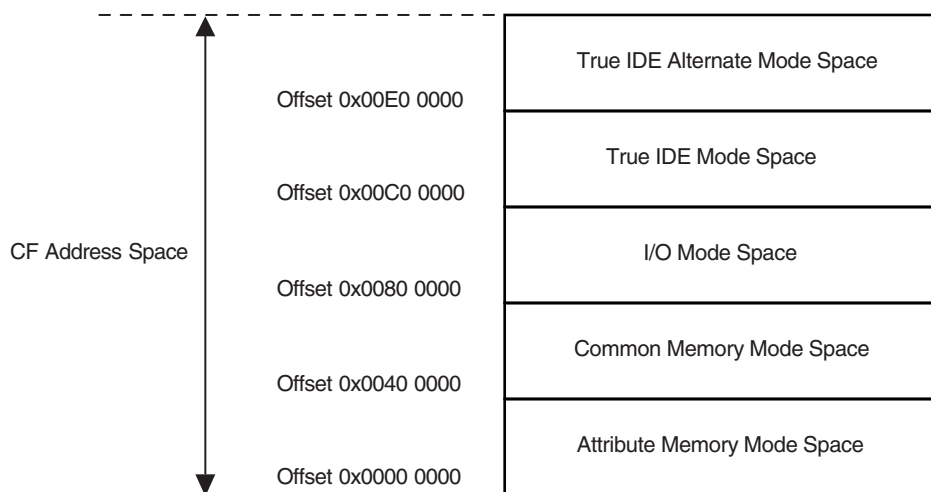 True IDE Alternate Mode Space
Offset 0x00E0 0000
True IDE Mode Space
Offset 0x00C0 0000
CF Address Space
I/O Mode Space
Offset 0x0080 0000
Common Memory Mode Space
Offset 0x0040 0000
Attribute Memory Mode Space
Offset 0x0000 0000